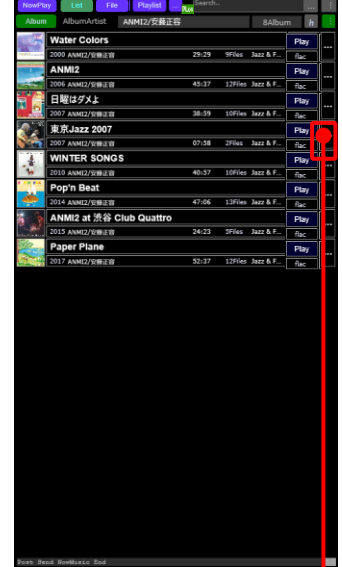 NowPlay List File Playlist ... Plus Search... ... ⋮
Album AlbumArtist ANMI2/安藤正容 8Album h ⋮
Water Colors Play ...
2000 ANMI2/安藤正容 29:29 9Files Jazz & F... flac
ANMI2 Play ...
2006 ANMI2/安藤正容 45:37 12Files Jazz & F... flac
日曜はダメよ Play ...
2007 ANMI2/安藤正容 38:39 10Files Jazz & F... flac
東京Jazz 2007 Play
2007 ANMI2/安藤正容 07:58 2Files Jazz & F... flac
WINTER SONGS Play ...
2010 ANMI2/安藤正容 40:57 10Files Jazz & F... flac
Pop'n Beat Play ...
2014 ANMI2/安藤正容 47:06 13Files Jazz & F... flac
ANMI2 at 渋谷 Club Quattro Play ...
2015 ANMI2/安藤正容 24:23 5Files Jazz & F... flac
Paper Plane Play ...
2017 ANMI2/安藤正容 52:37 12Files Jazz & F... flac
Post Send NowMusic End